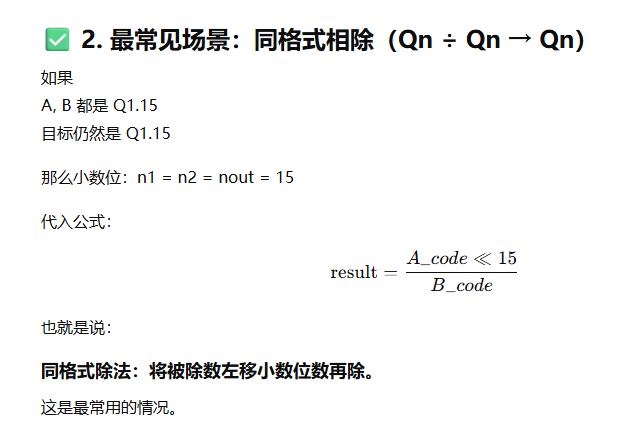 ✅ 2. 最常见场景：同格式相除（Qn ÷ Qn → Qn）
如果
A, B 都是 Q1.15
目标仍然是 Q1.15
那么小数位：n1 = n2 = nout = 15
代入公式：
result = \frac{A\_code ≪ 15}{B\_code}
也就是说：
同格式除法：将被除数左移小数位数再除。
这是最常用的情况。